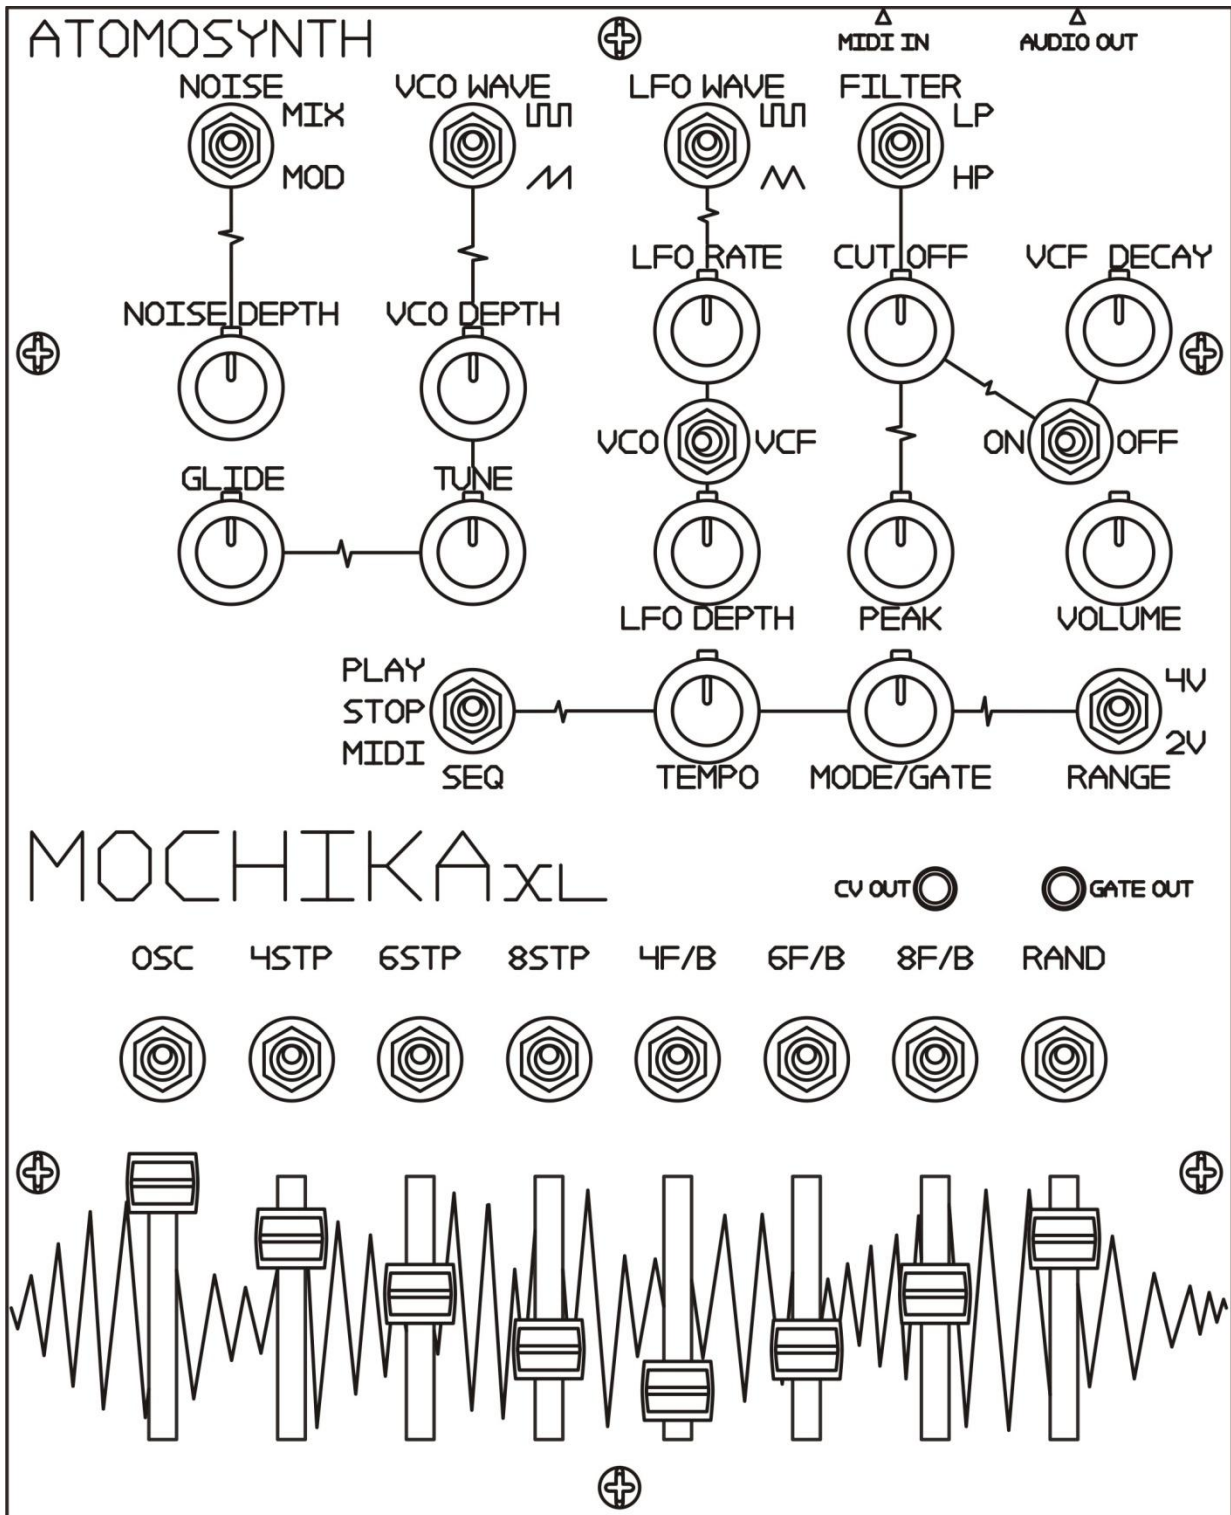 ATOMOSYNTH
MIDI IN AUDIO OUT
NOISE VCO WAVE LFO WAVE FILTER
MIX LP
MOD HP
LFO RATE CUT OFF VCF DECAY
NOISE DEPTH VCO DEPTH
VCO VCF ON OFF
GLIDE TUNE
LFO DEPTH PEAK VOLUME
PLAY 4V
STOP
MIDI 2V
SEQ TEMPO MODE/GATE RANGE
MOCHIKA XL
CV OUT GATE OUT
OSC 4STP 6STP 8STP 4F/B 6F/B 8F/B RAND